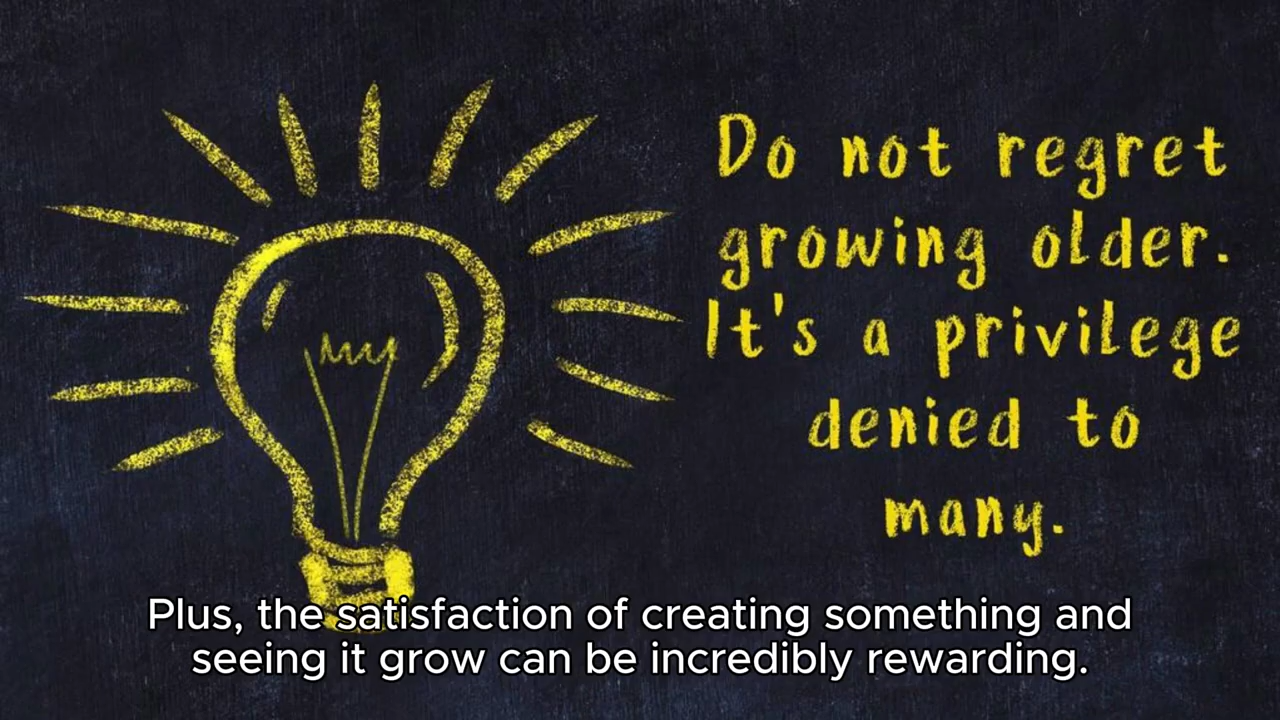 Do not regret
growing older.
It's a privilege
denied to
many.
Plus, the satisfaction of creating something and
seeing it grow can be incredibly rewarding.